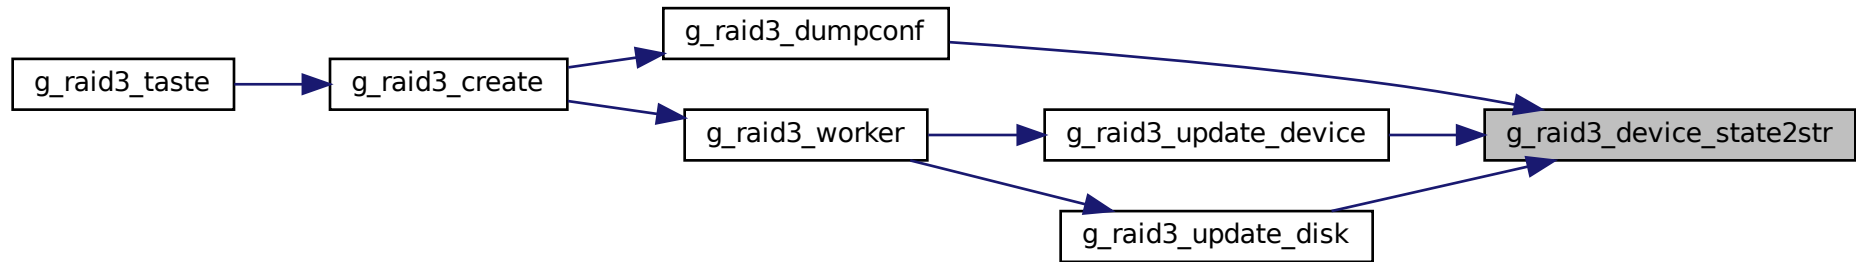 g_raid3_dumpconf
g_raid3_taste
g_raid3_create
g_raid3_worker
g_raid3_update_device
g_raid3_device_state2str
g_raid3_update_disk